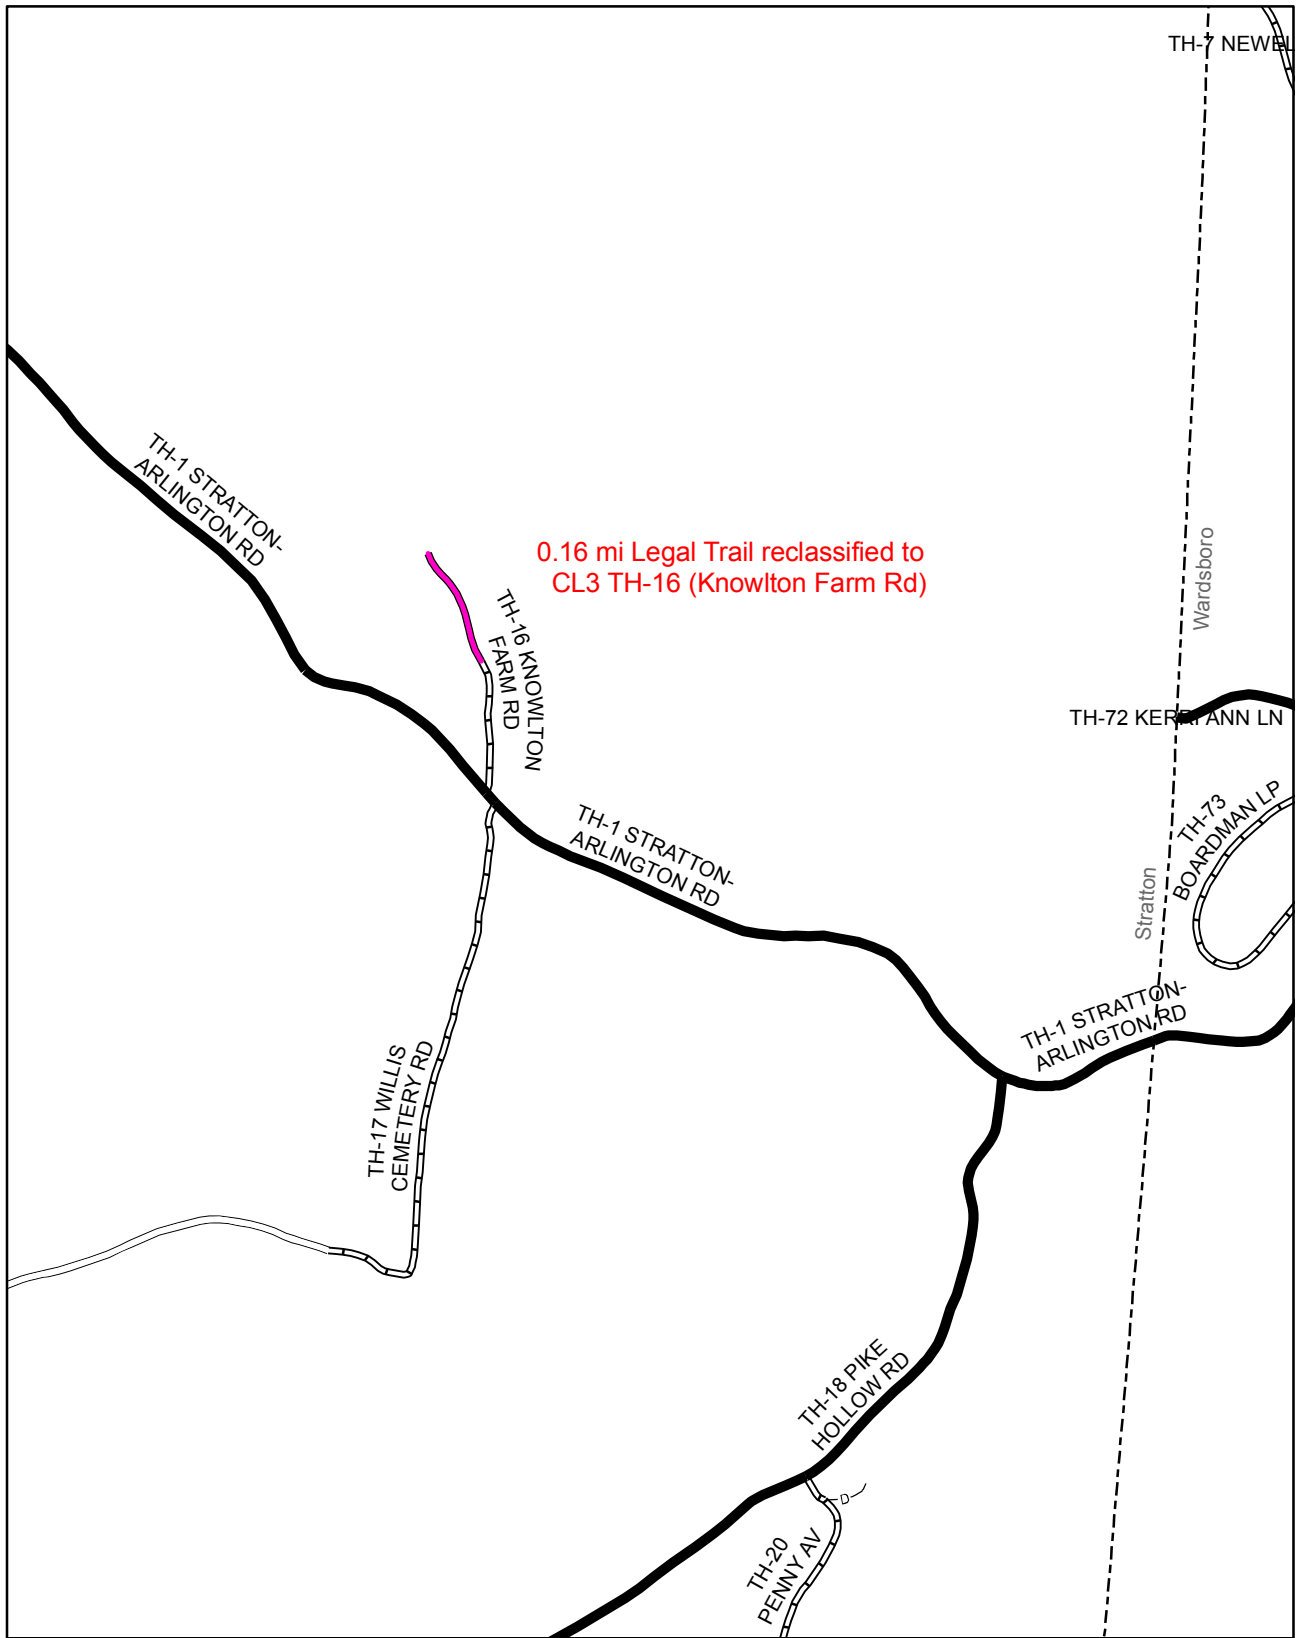 TH-7 NEWEL
TH-1 STRATTON-
ARLINGTON RD
0.16 mi Legal Trail reclassified to
CL3 TH-16 (Knowlton Farm Rd)
TH-16 KNOWLTON
FARM RD
Wardsboro
TH-72 KERRI ANN LN
TH-73
BOARDMAN LP
TH-1 STRATTON-
ARLINGTON RD
Stratton
TH-1 STRATTON-
ARLINGTON RD
TH-17 WILLIS
CEMETERY RD
TH-18 PIKE
HOLLOW RD
D
TH-20
PENNY AV